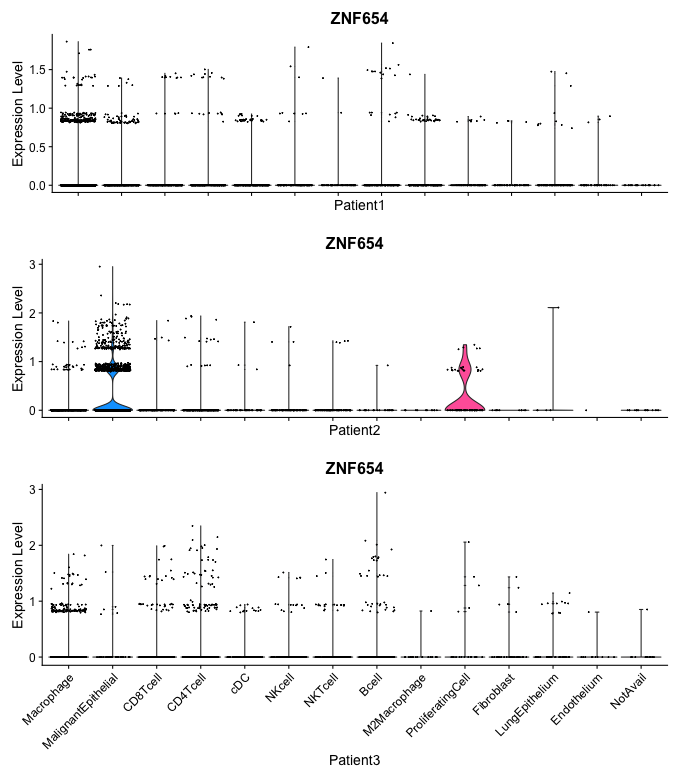 ZNF654
Expression Level
1.5
1.0
0.5
0.0
Patient1
ZNF654
Expression Level
3
2
1
0
Patient2
ZNF654
Expression Level
3
2
1
0
Macrophage
MalignantEpithelial
CD8Tcell
CD4Tcell
cDC
NKcell
NKTcell
Bcell
M2Macrophage
ProliferatingCell
Fibroblast
LungEpithelium
Endothelium
NotAvail
Patient3